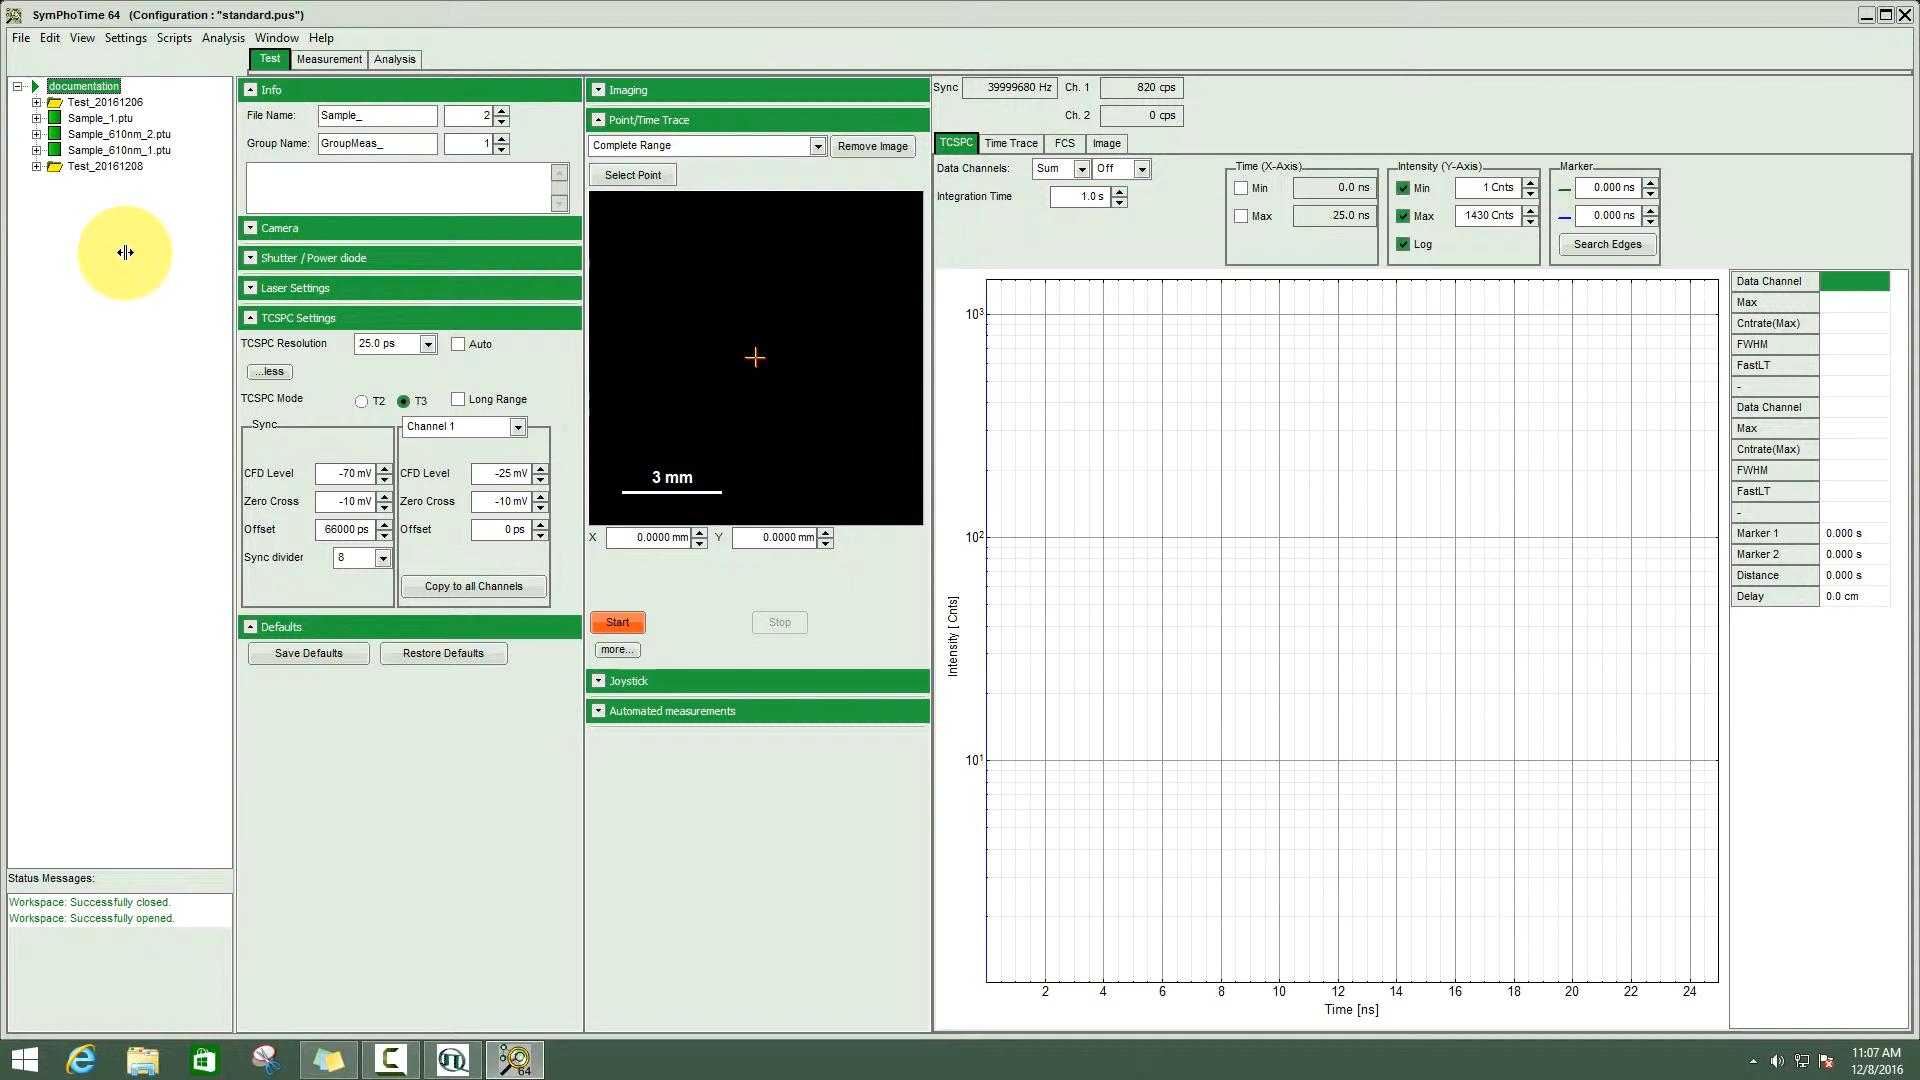 SymPhoTime 64   (Configuration : "standard.pus")
File Edit View Settings Scripts Analysis Window Help
Test Measurement Analysis
documentation
Test_20161206
Sample_1.ptu
Sample_610nm_2.ptu
Sample_610nm_1.ptu
Test_20161208
Status Messages:
Workspace: Successfully closed.
Workspace: Successfully opened.
Info
File Name: Sample_ 2
Group Name: GroupMeas_ 1
Camera
Shutter / Power diode
Laser Settings
TCSPC Settings
TCSPC Resolution 25.0 ps Auto
...less
TCSPC Mode T2 T3 Long Range
Sync
Channel 1
CFD Level -70 mV CFD Level -25 mV
Zero Cross -10 mV Zero Cross -10 mV
Offset 66000 ps Offset 0 ps
Sync divider 8
Copy to all Channels
Defaults
Save Defaults Restore Defaults
Imaging
Point/Time Trace
Complete Range Remove Image
Select Point
3 mm
X 0.0000 mm Y 0.0000 mm
Start Stop
more...
Joystick
Automated measurements
Sync 39999680 Hz Ch. 1 820 cps
Ch. 2 0 cps
TCSPC Time Trace FCS Image
Data Channels: Sum Off
Integration Time 1.0 s
Time (X-Axis)
Min 0.0 ns
Max 25.0 ns
Intensity (Y-Axis)
Min 1 Cnts
Max 1430 Cnts
Log
Marker
0.000 ns
0.000 ns
Search Edges
10³
10²
10¹
Intensity [ Cnts]
2 4 6 8 10 12 14 16 18 20 22 24
Time [ns]
Data Channel
Max
Cntrate(Max)
FWHM
FastLT
-
Data Channel
Max
Cntrate(Max)
FWHM
FastLT
-
Marker 1 0.000 s
Marker 2 0.000 s
Distance 0.000 s
Delay 0.0 cm
64
11:07 AM
12/8/2016